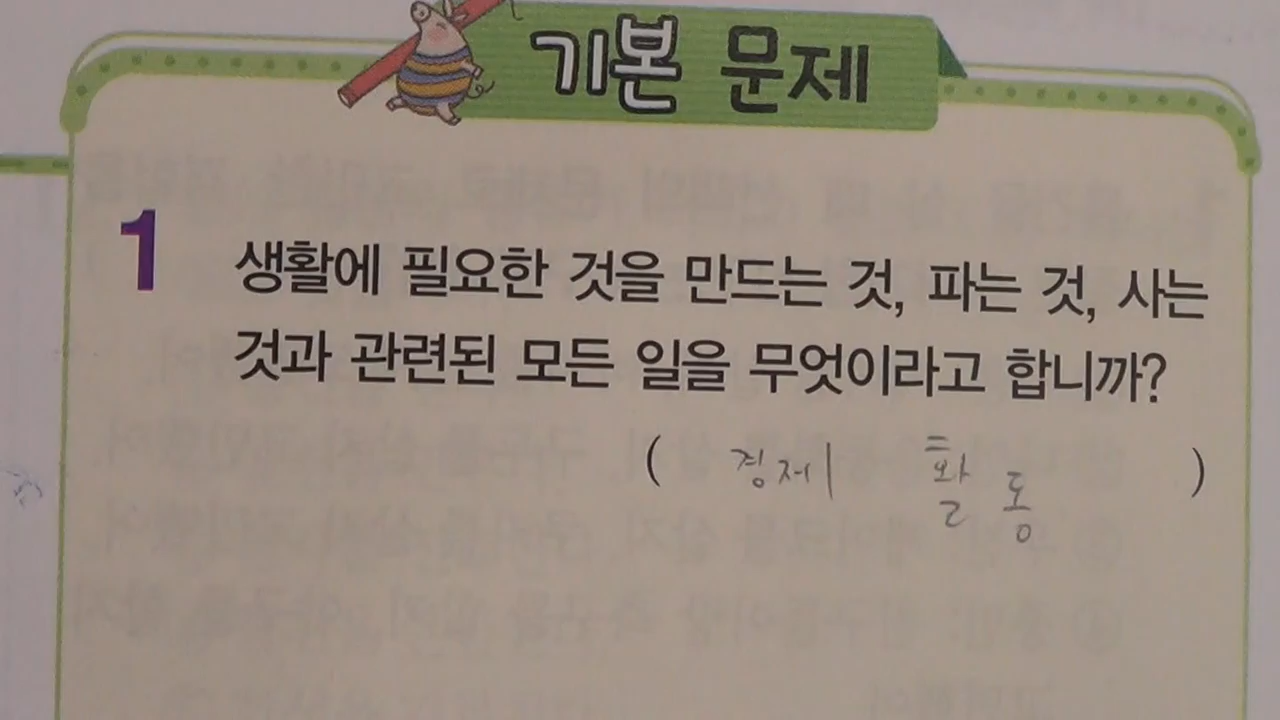 기본 문제
1 생활에 필요한 것을 만드는 것, 파는 것, 사는
것과 관련된 모든 일을 무엇이라고 합니까?
( 경제 활동 )